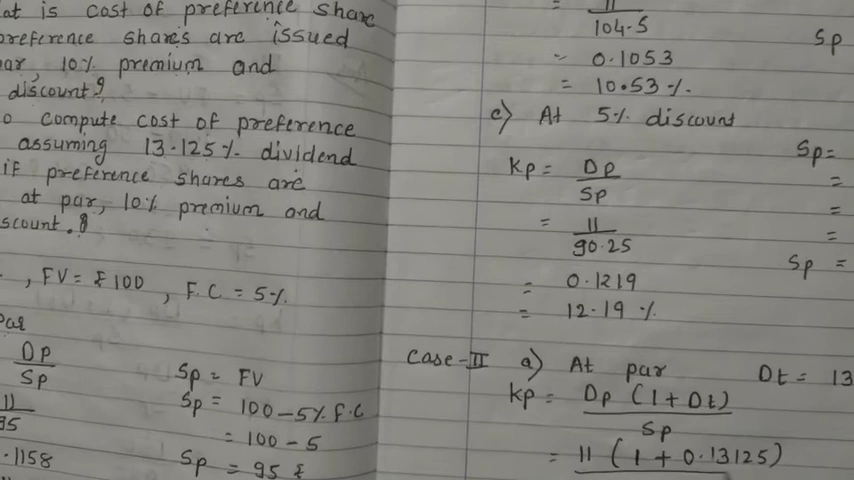 at is cost of preference share
preference shares are issued
par, 10% premium and
discount?
o compute cost of preference
assuming 13.125% dividend
if preference shares are
at par, 10% premium and
scount.?
, FV = ₹ 100 , F.C = 5%
Par
Dp
Sp
Sp = FV
11
95
Sp = 100 - 5% F.C
= 100 - 5
.1158
Sp = 95 ₹
= 11
104.5
= 0.1053
= 10.53 %.
Sp
c) At 5% discount
Kp = Dp
Sp
= 11
90.25
= 0.1219
= 12.19 %
Sp =
=
=
=
Sp =
Case-II a) At par Dt = 13
Kp = Dp (1 + Dt)
Sp
= 11 (1 + 0.13125)